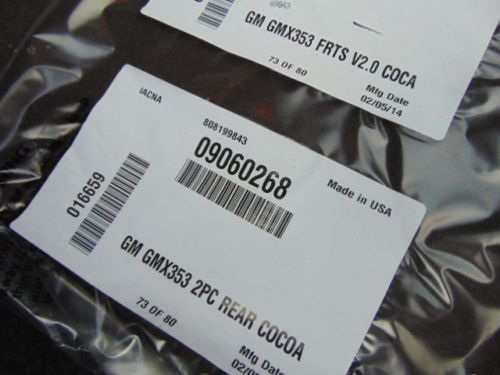 69843
GM GMX353 FRTS V2.0 COCA
73 OF 80
Mfg Date
02/05/14
IACNA
808199843
09060268
Made in USA
016659
GM GMX353 2PC REAR COCOA
73 OF 80
Mfg Date